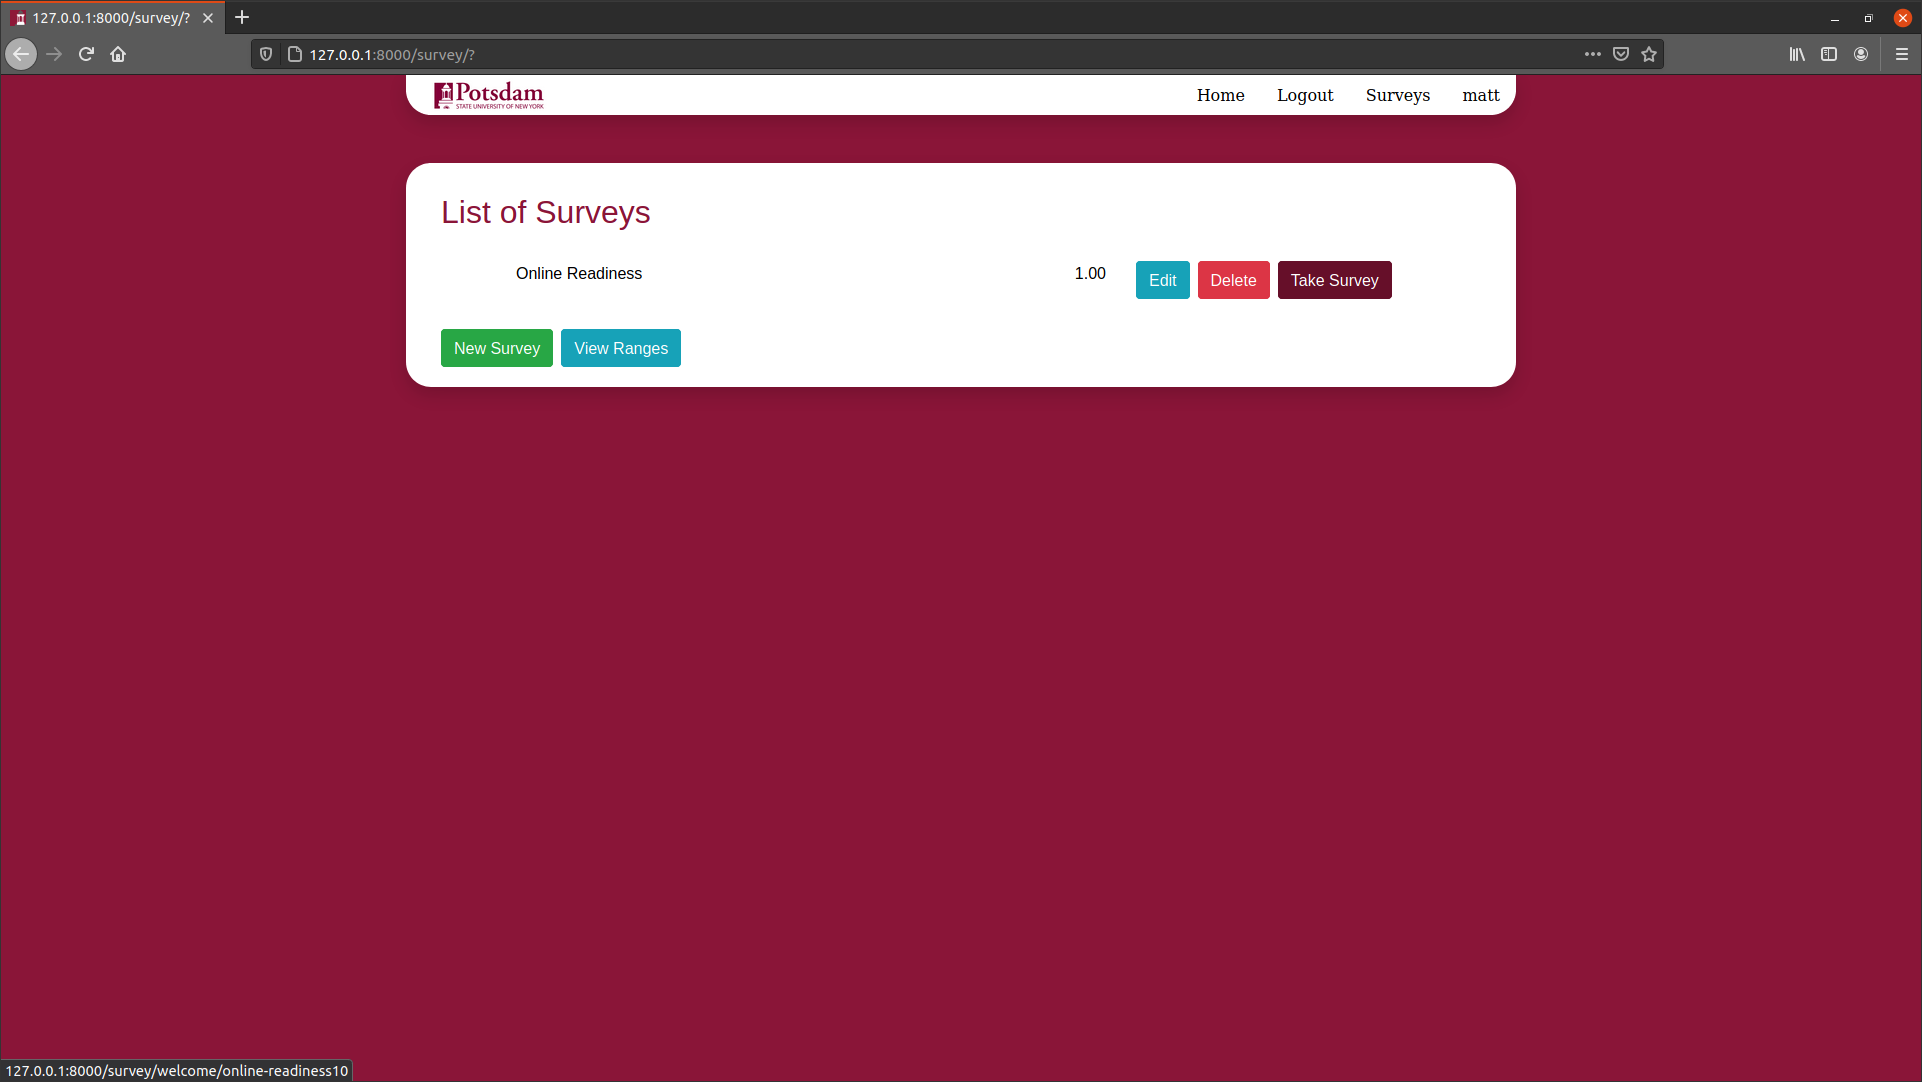 127.0.0.1:8000/survey/?
127.0.0.1:8000/survey/?
Potsdam
STATE UNIVERSITY OF NEW YORK
Home Logout Surveys matt
List of Surveys
Online Readiness 1.00 Edit Delete Take Survey
New Survey View Ranges
127.0.0.1:8000/survey/welcome/online-readiness10